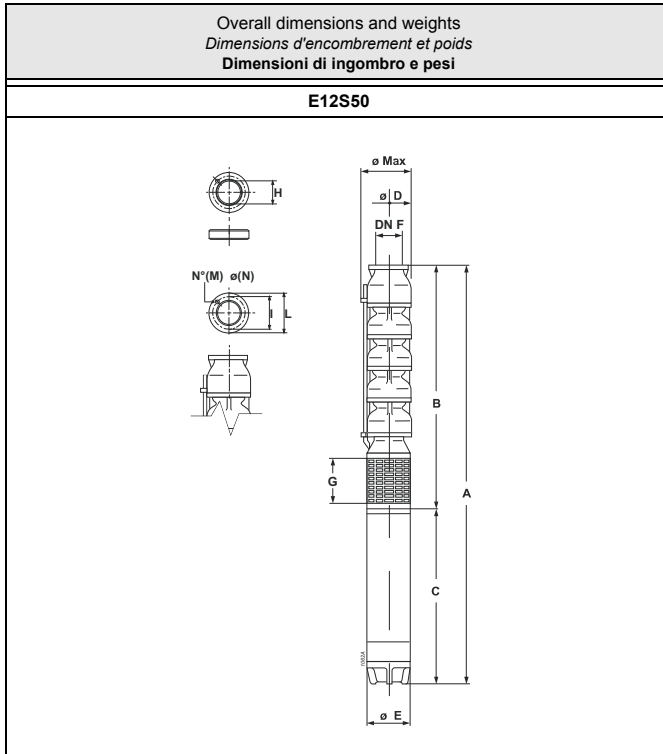 Overall dimensions and weights
Dimensions d'encombrement et poids
Dimensioni di ingombro e pesi
E12S50
ø Max
ø D
DN F
H
N°(M) ø(N)
I
L
B
A
G
C
ø E